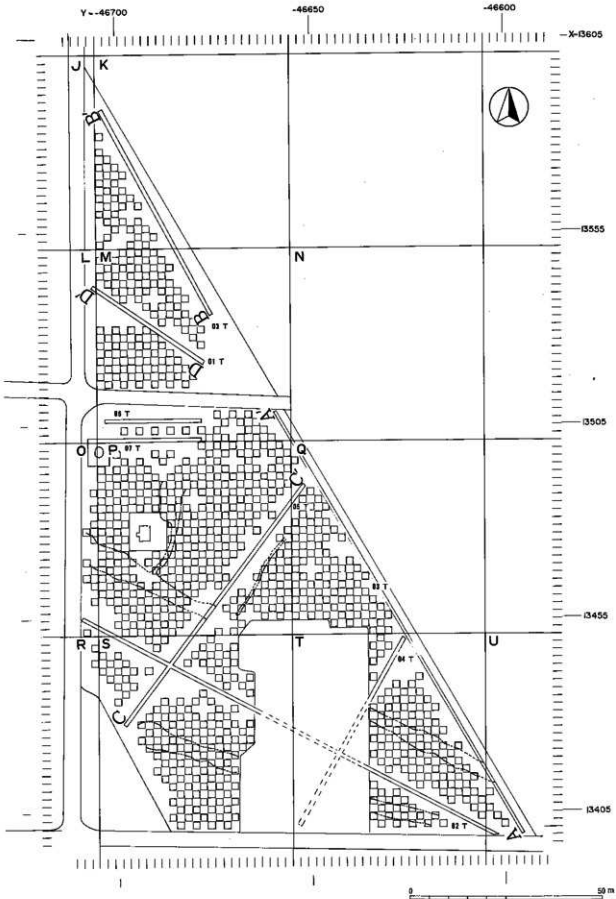 Y--46700 -46650 -46600
X-13605
J K
B'
-13555
L M N
D'
B
03 T
01 T
D
-13505
06 T
A'
O P Q
07 T
C'
05 T
03 T
-13455
R S T U
04 T
C
-13405
02 T
A
0 50 m